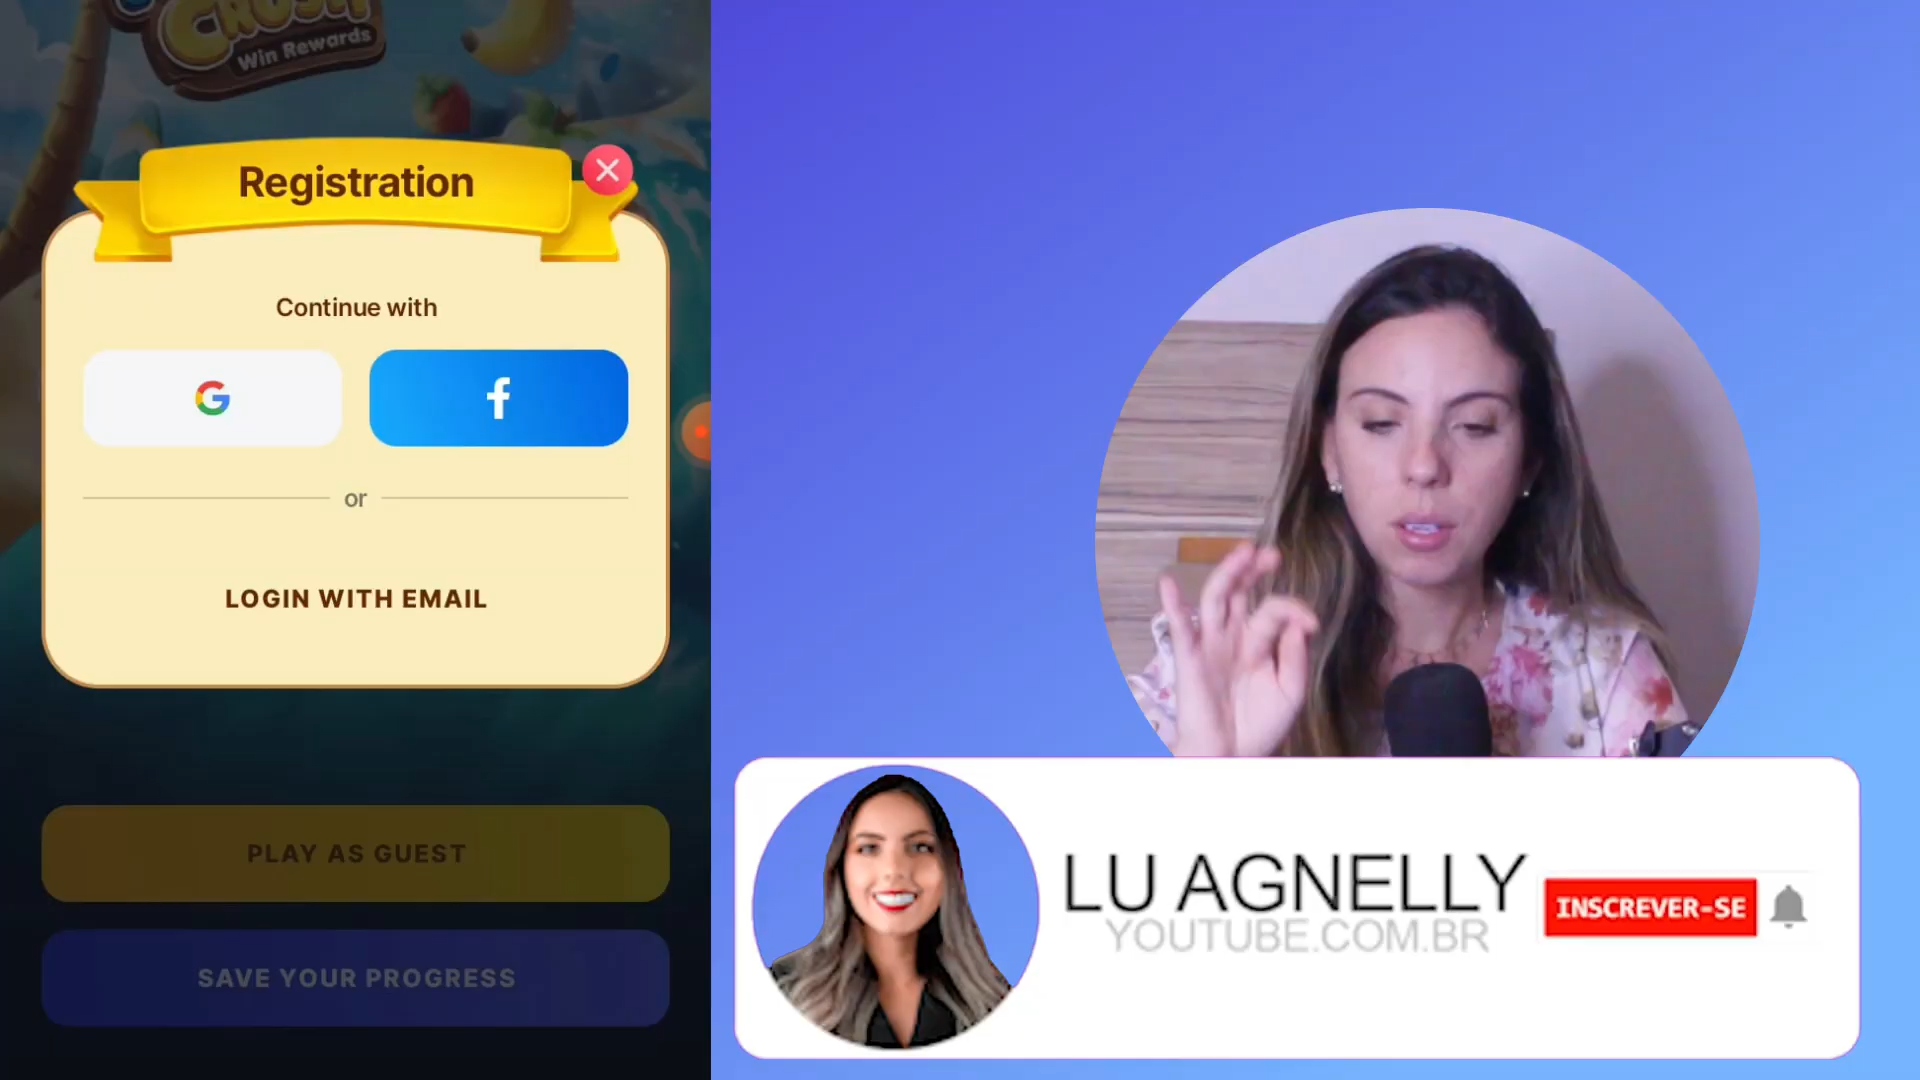 CRUSH
Win Rewards
Registration
Continue with
or
LOGIN WITH EMAIL
PLAY AS GUEST
SAVE YOUR PROGRESS
LU AGNELLY
YOUTUBE.COM.BR
INSCREVER-SE